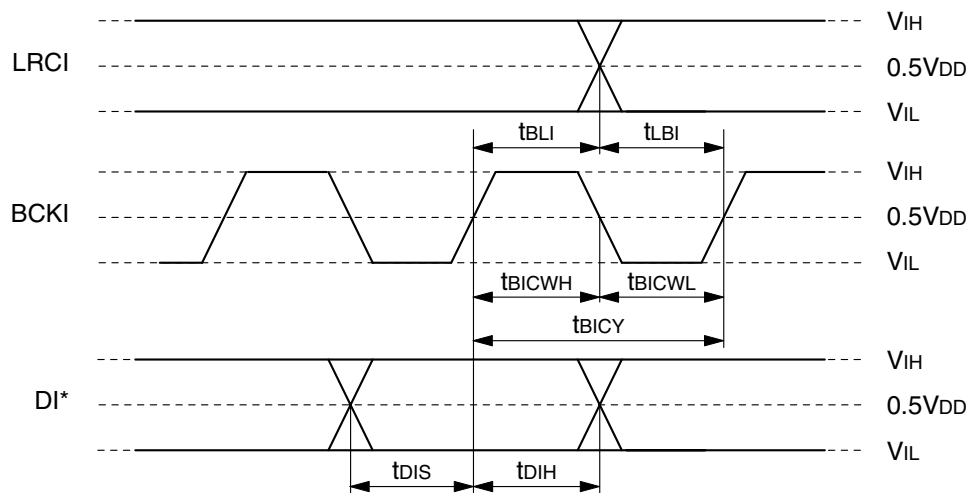 VIH
LRCI
0.5VDD
VIL
tBLI
tLBI
VIH
BCKI
0.5VDD
VIL
tBICWH
tBICWL
tBICY
VIH
DI*
0.5VDD
VIL
tDIS
tDIH